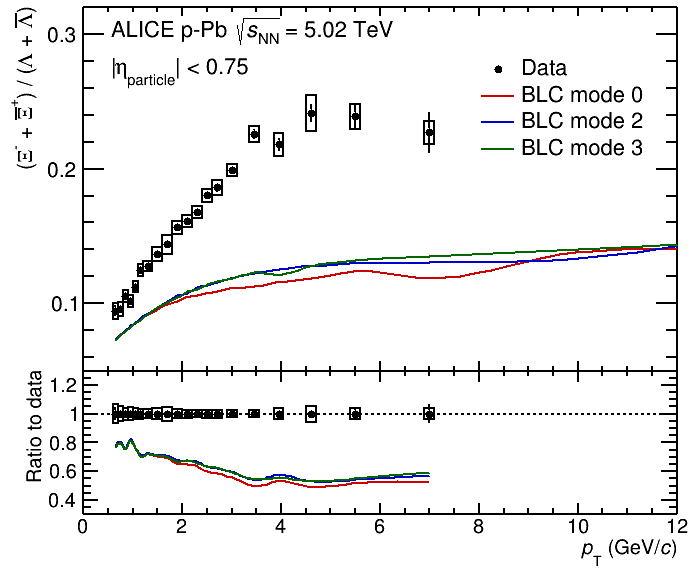 ALICE p-Pb √s_NN = 5.02 TeV
|η_particle| < 0.75
Data
BLC mode 0
BLC mode 2
BLC mode 3
(Ξ⁻ + Ξ̅⁺) / (Λ + Λ̅)
0.3
0.2
0.1
Ratio to data
1.2
1
0.8
0.6
0.4
0 2 4 6 8 10 12
p_T (GeV/c)